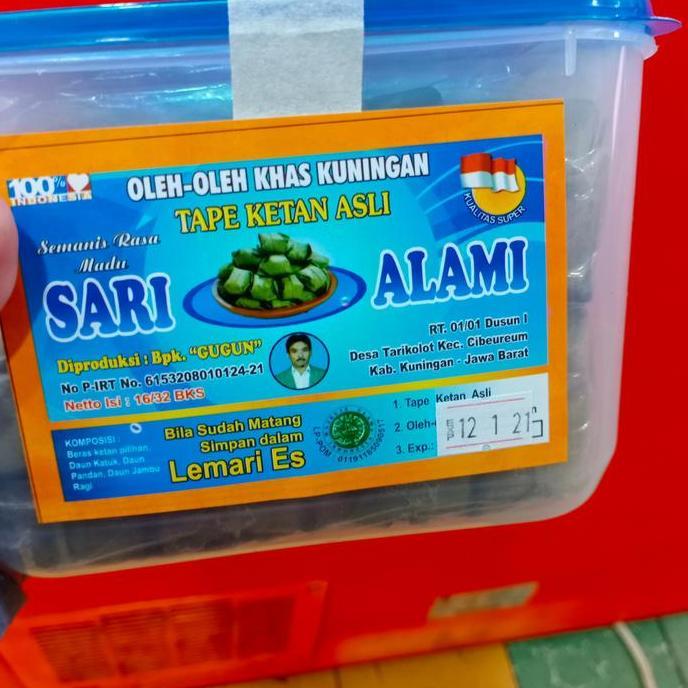 100%
INDONESIA
OLEH-OLEH KHAS KUNINGAN
TAPE KETAN ASLI
KUALITAS SUPER
Semanis Rasa
Madu
SARI ALAMI
Diproduksi : Bpk. "GUGUN"
No P-IRT No. 6153208010124-21
Netto Isi : 16/32 BKS
RT. 01/01 Dusun I
Desa Tarikolot Kec. Cibeureum
Kab. Kuningan - Jawa Barat
KOMPOSISI :
Beras ketan pilihan,
Daun Katuk, Daun
Pandan, Daun Jambu
Ragi
Bila Sudah Matang
Simpan dalam
Lemari Es
LP-POM
1. Tape Ketan Asli
2. Oleh-
3. Exp.:
EXP 12 1 21